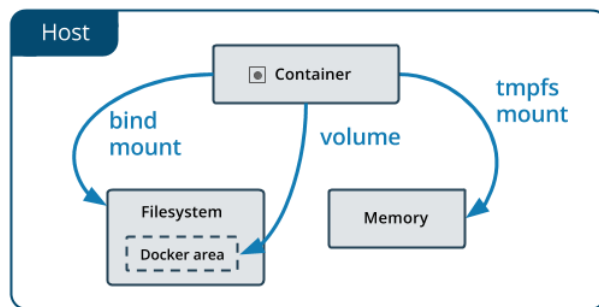 Host
Container
bind
mount
volume
tmpfs
mount
Filesystem
Docker area
Memory